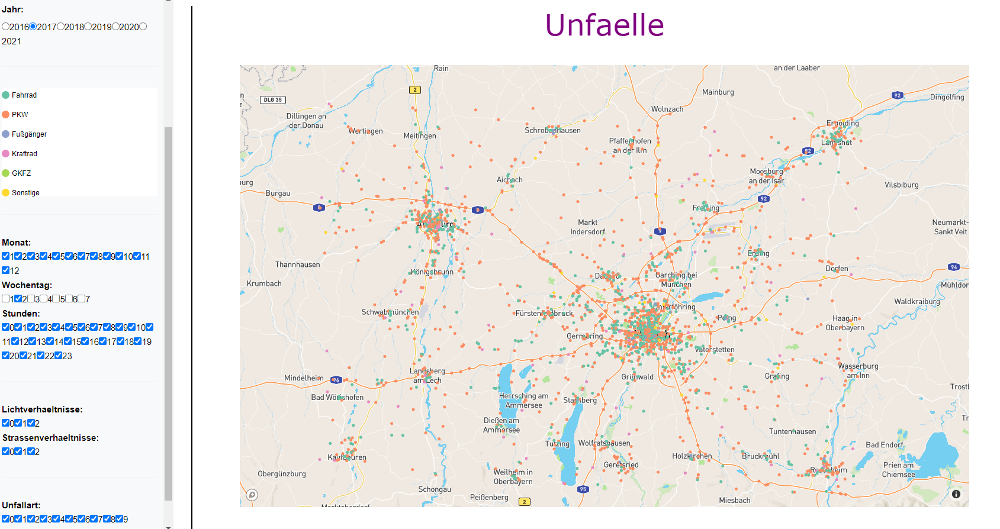 Jahr:
2016 2017 2018 2019 2020
2021
Fahrrad
PKW
Fußgänger
Kraftrad
GKFZ
Sonstige
Monat:
1 2 3 4 5 6 7 8 9 10 11
12
Wochentag:
1 2 3 4 5 6 7
Stunden:
0 1 2 3 4 5 6 7 8 9 10
11 12 13 14 15 16 17 18 19
20 21 22 23
Lichtverhaeltnisse:
0 1 2
Strassenverhaeltnisse:
0 1 2
Unfallart:
0 1 2 3 4 5 6 7 8 9
Unfaelle
Rain
an der Laaber
2
DLG 35
Mainburg
92
Dingolfing
Dillingen an
der Donau
Wolnzach
Wertingen
Meitingen
Schrobenhausen
Ergolding
Landshut
Pfaffenhofen
an der Ilm
92
Moosburg
an der Isar
Aichach
Vilsburg
Burgau
92
8
8
Freising
Augsburg
Markt
Indersdorf
9
Neumarkt-
Sankt Veit
Thannhausen
Königsbrunn
Erding
Dorfen
94
Krumbach
Dachau
Garching bei
München
Mühldor
Schwabmünchen
Fürstenfeldbruck
Unterföhring
Waldkraiburg
Poing
Haag in
Oberbayern
Germering
Vaterstetten
Mindelheim
96
Landsberg
am Lech
Grünwald
Grafing
Wasserburg
am Inn
Bad Wörishofen
Herrsching am
Ammersee
Starnberg
Dießen am
Ammersee
Tutzing
Wolfratshausen
Tuntenhausen
Bad Endorf
Kaufbeuren
Geretsried
Holzkirchen
Bruckmühl
Rosenheim
Prien am
Chiemsee
Obergünzburg
Weilheim in
Oberbayern
Schongau
95
Peißenberg
2
Miesbach